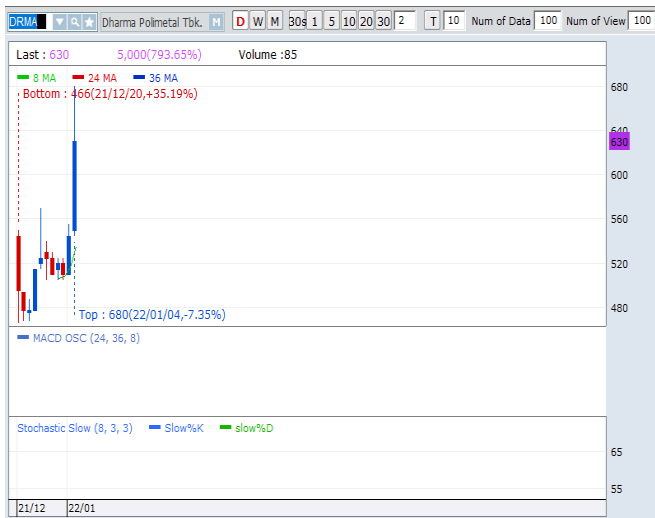 DRMA Dharma Polimetal Tbk. M D W M 30s 1 5 10 20 30 2 T 10 Num of Data 100 Num of View 100
Last : 630 5,000(793.65%) Volume :85
8 MA 24 MA 36 MA
Bottom : 466(21/12/20,+35.19%)
680
640
630
600
560
520
480
Top : 680(22/01/04,-7.35%)
MACD OSC (24, 36, 8)
Stochastic Slow (8, 3, 3) Slow%K slow%D
65
55
21/12 22/01